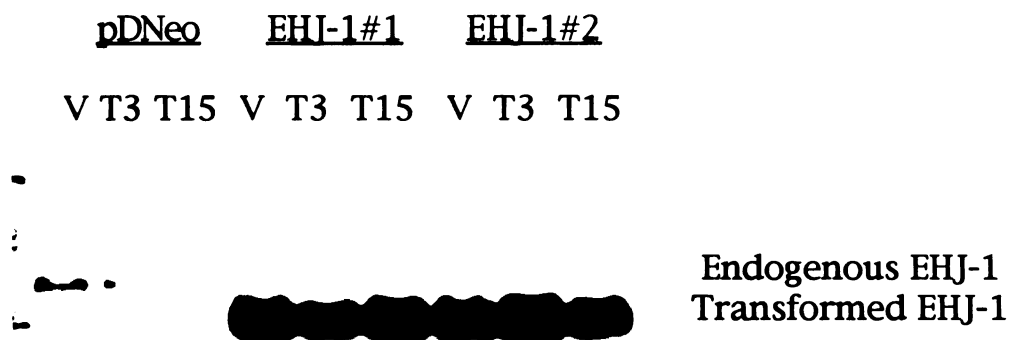 pDNeo EHJ-1#1 EHJ-1#2
V T3 T15 V T3 T15 V T3 T15
Endogenous EHJ-1
Transformed EHJ-1